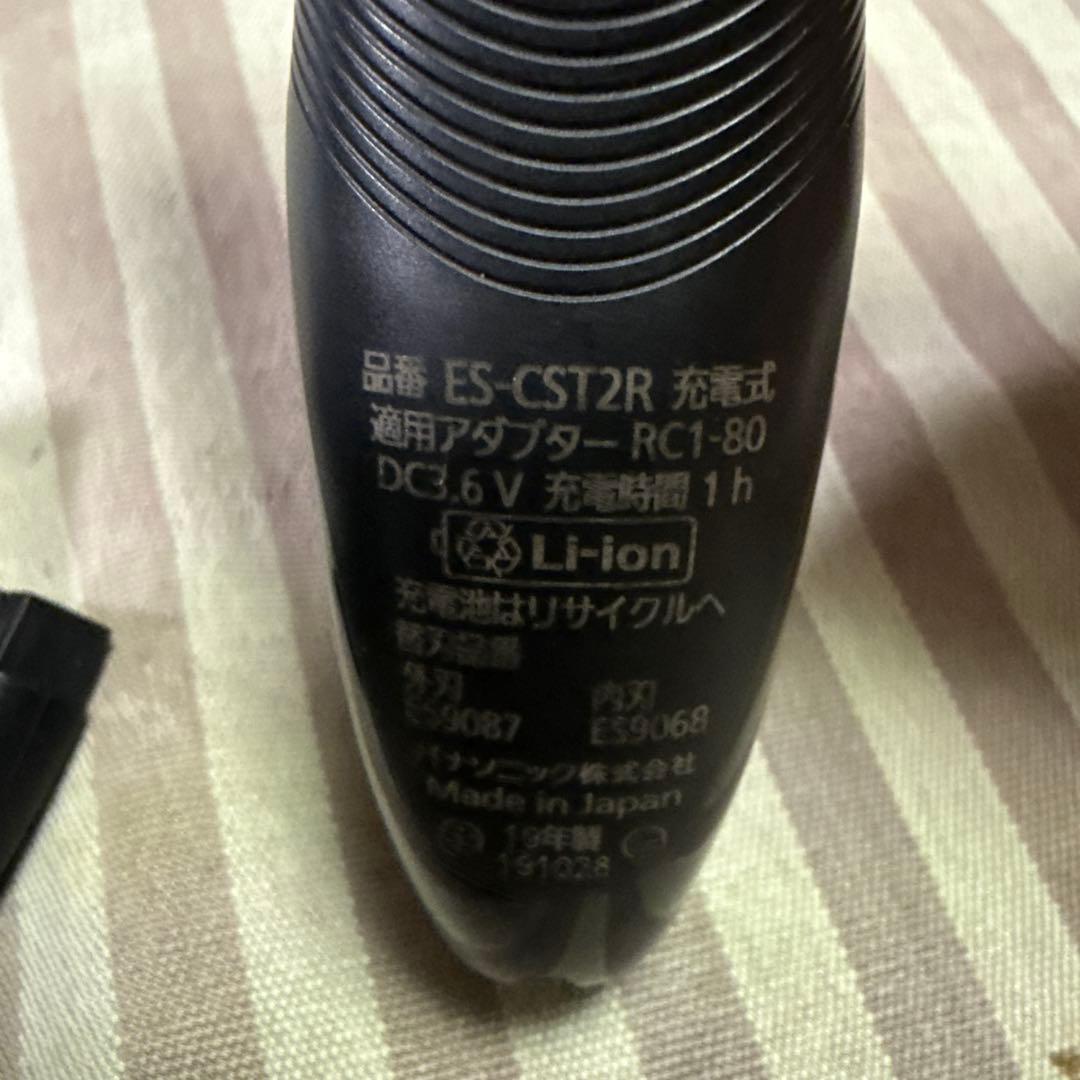 品番 ES-CST2R 充電式
適用アダプター RC1-80
DC3.6 V 充電時間 1 h
Li-ion
充電池はリサイクルへ
替刃品番
外刃 内刃
ES9087 ES9068
パナソニック株式会社
Made in Japan
19年製
191028